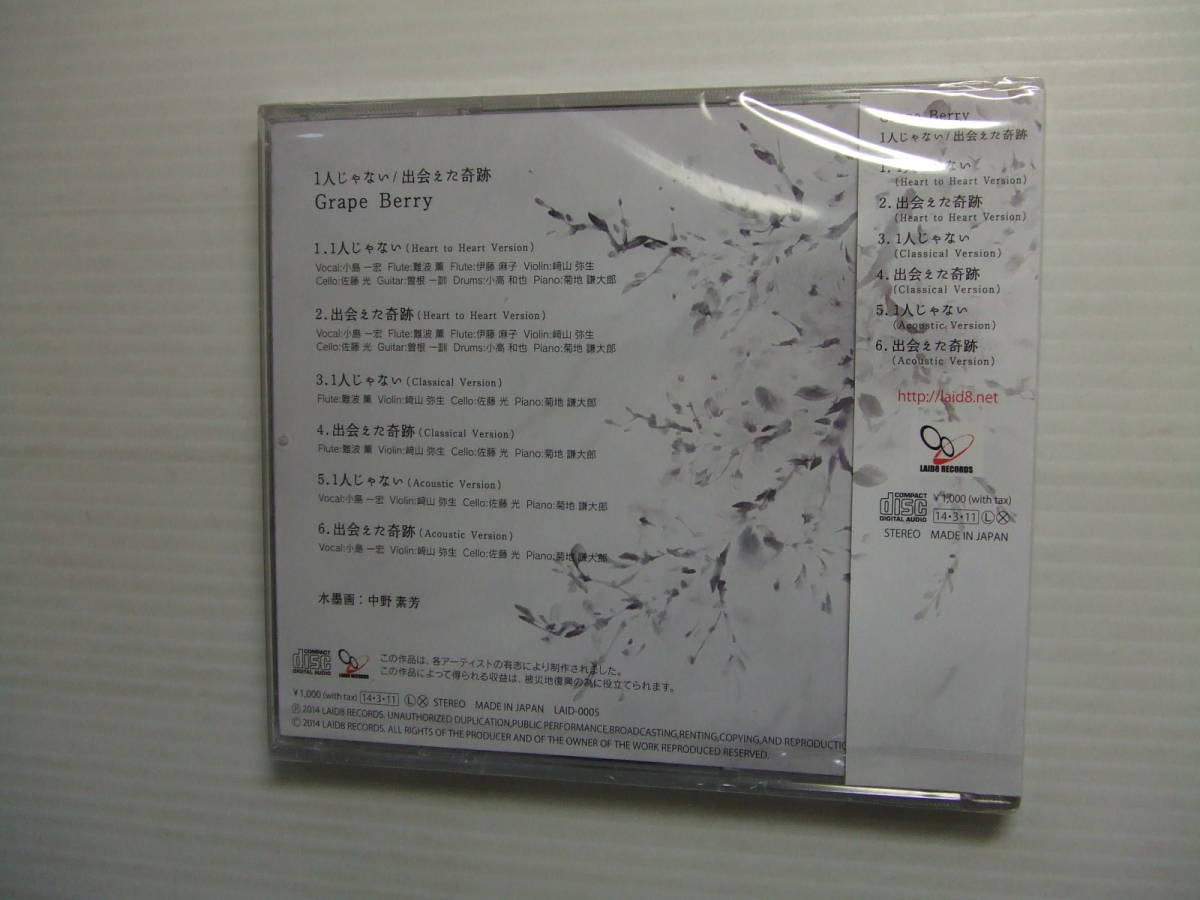 1人じゃない / 出会えた奇跡
Grape Berry
1.1人じゃない (Heart to Heart Version)
Vocal:小島 一宏 Flute:難波 薫 Flute:伊藤 麻子 Violin:﨑山 弥生
Cello:佐藤 光 Guitar:曽根 一訓 Drums:小高 和也 Piano:菊地 謙太郎
2.出会えた奇跡 (Heart to Heart Version)
Vocal:小島 一宏 Flute:難波 薫 Flute:伊藤 麻子 Violin:﨑山 弥生
Cello:佐藤 光 Guitar:曽根 一訓 Drums:小高 和也 Piano:菊地 謙太郎
3.1人じゃない (Classical Version)
Flute:難波 薫 Violin:﨑山 弥生 Cello:佐藤 光 Piano:菊地 謙太郎
4.出会えた奇跡 (Classical Version)
Flute:難波 薫 Violin:﨑山 弥生 Cello:佐藤 光 Piano:菊地 謙太郎
5.1人じゃない (Acoustic Version)
Vocal:小島 一宏 Violin:﨑山 弥生 Cello:佐藤 光 Piano:菊地 謙太郎
6.出会えた奇跡 (Acoustic Version)
Vocal:小島 一宏 Violin:﨑山 弥生 Cello:佐藤 光 Piano:菊地 謙太郎
水墨画：中野 素芳
COMPACT disc DIGITAL AUDIO
LAID8 RECORDS
この作品は、各アーティストの有志により制作されました。
この作品によって得られる収益は、被災地復興の為に役立てられます。
¥1,000 (with tax) 14・3・11 Ⓛ STEREO MADE IN JAPAN LAID-0005
Ⓟ 2014 LAID8 RECORDS. UNAUTHORIZED DUPLICATION,PUBLIC PERFORMANCE,BROADCASTING,RENTING,COPYING,AND REPRODUCTIO
© 2014 LAID8 RECORDS. ALL RIGHTS OF THE PRODUCER AND OF THE OWNER OF THE WORK REPRODUCED RESERVED.
Berry
1人じゃない / 出会えた奇跡
1. 1人じゃない
(Heart to Heart Version)
2. 出会えた奇跡
(Heart to Heart Version)
3. 1人じゃない
(Classical Version)
4. 出会えた奇跡
(Classical Version)
5. 1人じゃない
(Acoustic Version)
6. 出会えた奇跡
(Acoustic Version)
http://laid8.net
LAID8 RECORDS
COMPACT disc DIGITAL AUDIO
¥1,000 (with tax)
14・3・11 Ⓛ
STEREO MADE IN JAPAN